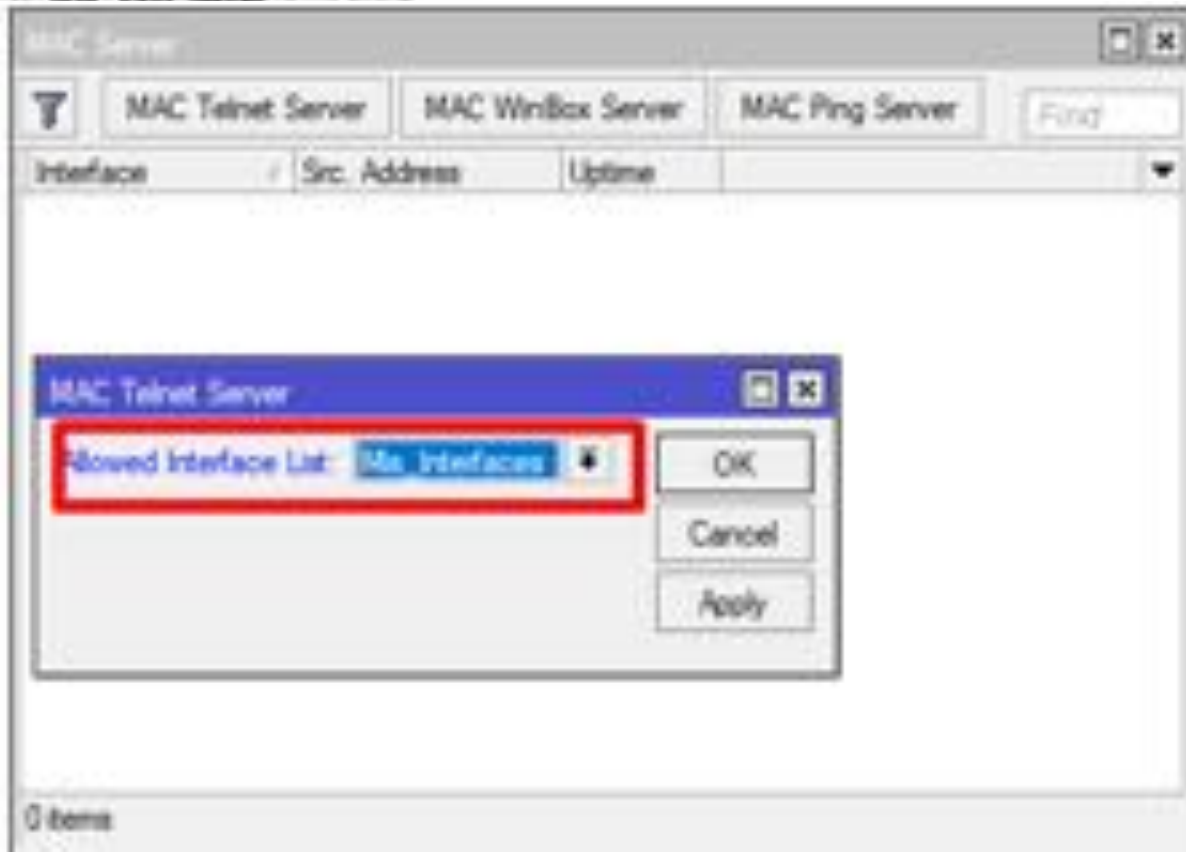 MAC Server
MAC Telnet Server MAC WinBox Server MAC Ping Server Find
Interface Src. Address Uptime
MAC Telnet Server
Allowed Interface List: Mis_Interfaces
OK
Cancel
Apply
0 items